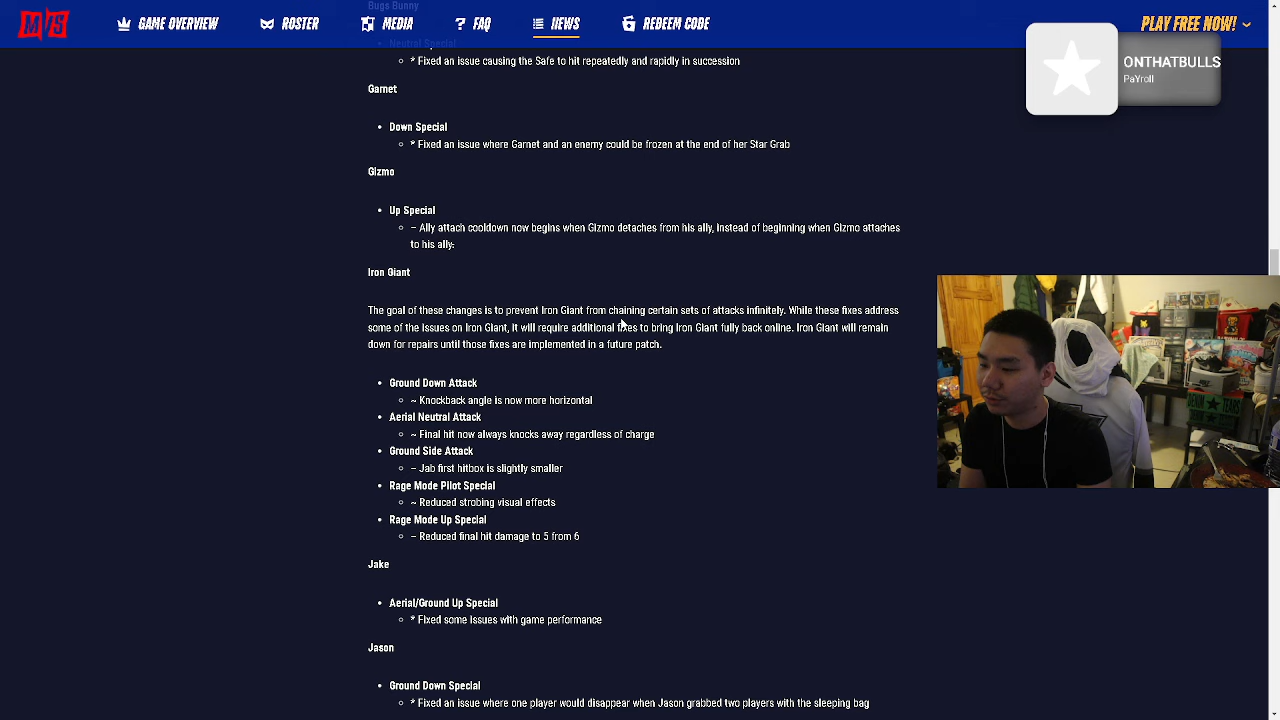 Bugs Bunny
M/S GAME OVERVIEW ROSTER MEDIA ? FAQ NEWS REDEEM CODE PLAY FREE NOW!
Neutral Special
* Fixed an issue causing the Safe to hit repeatedly and rapidly in succession
ONTHATBULLS
PaYroll
Garnet
Down Special
* Fixed an issue where Garnet and an enemy could be frozen at the end of her Star Grab
Gizmo
Up Special
– Ally attach cooldown now begins when Gizmo detaches from his ally, instead of beginning when Gizmo attaches
to his ally.
Iron Giant
The goal of these changes is to prevent Iron Giant from chaining certain sets of attacks infinitely. While these fixes address
some of the issues on Iron Giant, it will require additional fixes to bring Iron Giant fully back online. Iron Giant will remain
down for repairs until those fixes are implemented in a future patch.
Ground Down Attack
~ Knockback angle is now more horizontal
Aerial Neutral Attack
~ Final hit now always knocks away regardless of charge
Ground Side Attack
– Jab first hitbox is slightly smaller
Rage Mode Pilot Special
~ Reduced strobing visual effects
Rage Mode Up Special
– Reduced final hit damage to 5 from 6
Jake
Aerial/Ground Up Special
* Fixed some issues with game performance
Jason
Ground Down Special
* Fixed an issue where one player would disappear when Jason grabbed two players with the sleeping bag